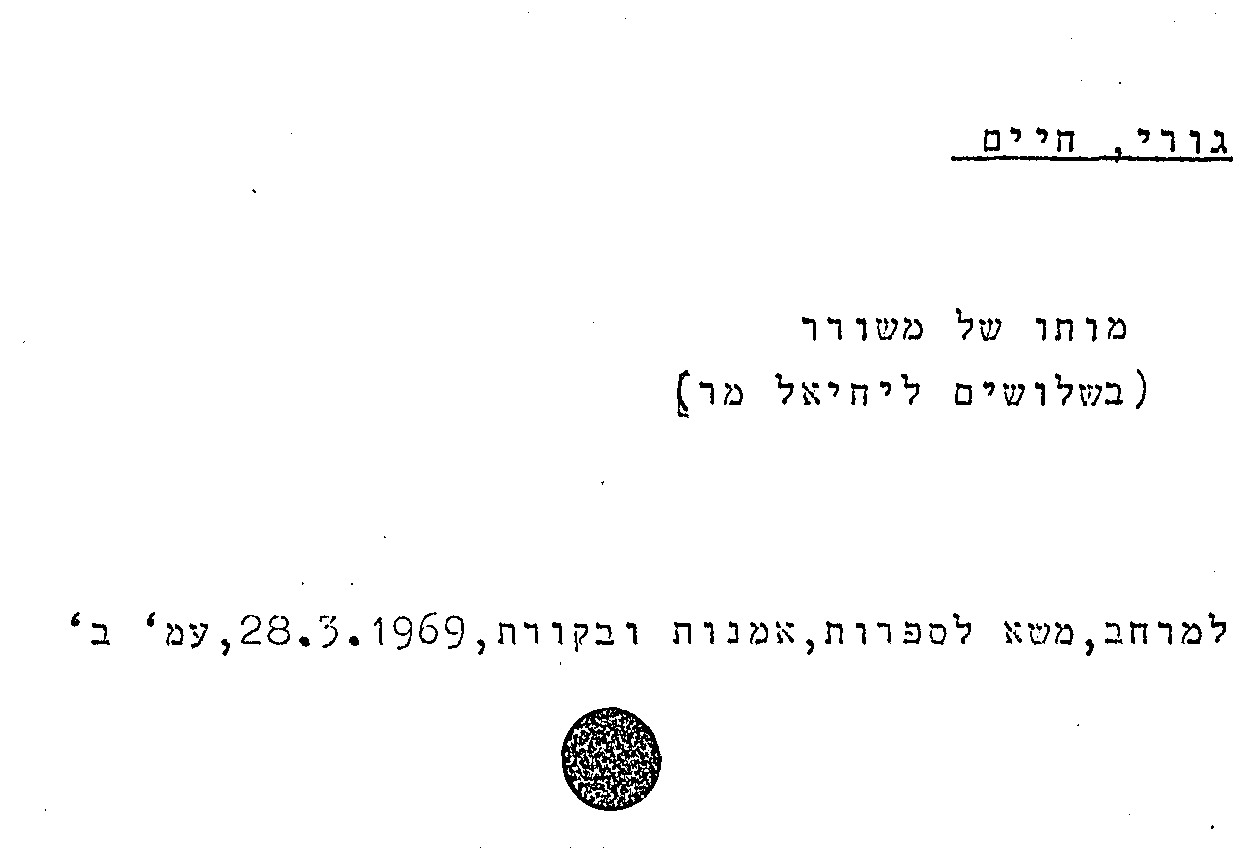 גורי, חיים
מותו של משורר
(בשלושים ליחיאל מר)
למרחב,משא לספרות,אמנות ובקורת,28.3.1969,עמ' ב'